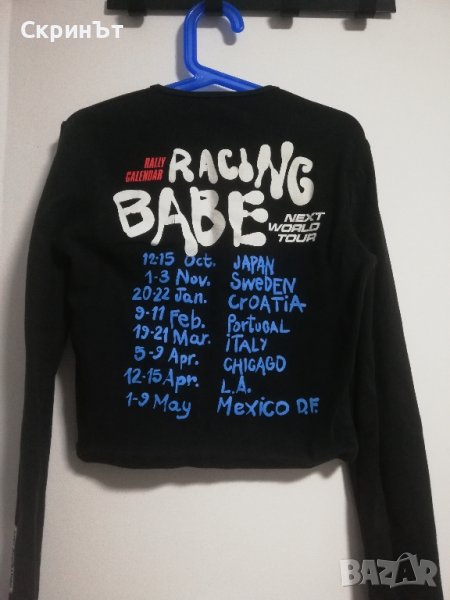 СкринЪт
RALLY
CALENDAR
RACING
BABE
NEXT
WORLD
TOUR
12-15 Oct. JAPAN
1-3 Nov. SWEDEN
20-22 Jan. CROATIA
9-11 Feb. PORTUGAL
19-21 Mar. ITALY
5-9 Apr. CHICAGO
12-15 Apr. L.A.
1-9 May MEXICO D.F.
BAZAR